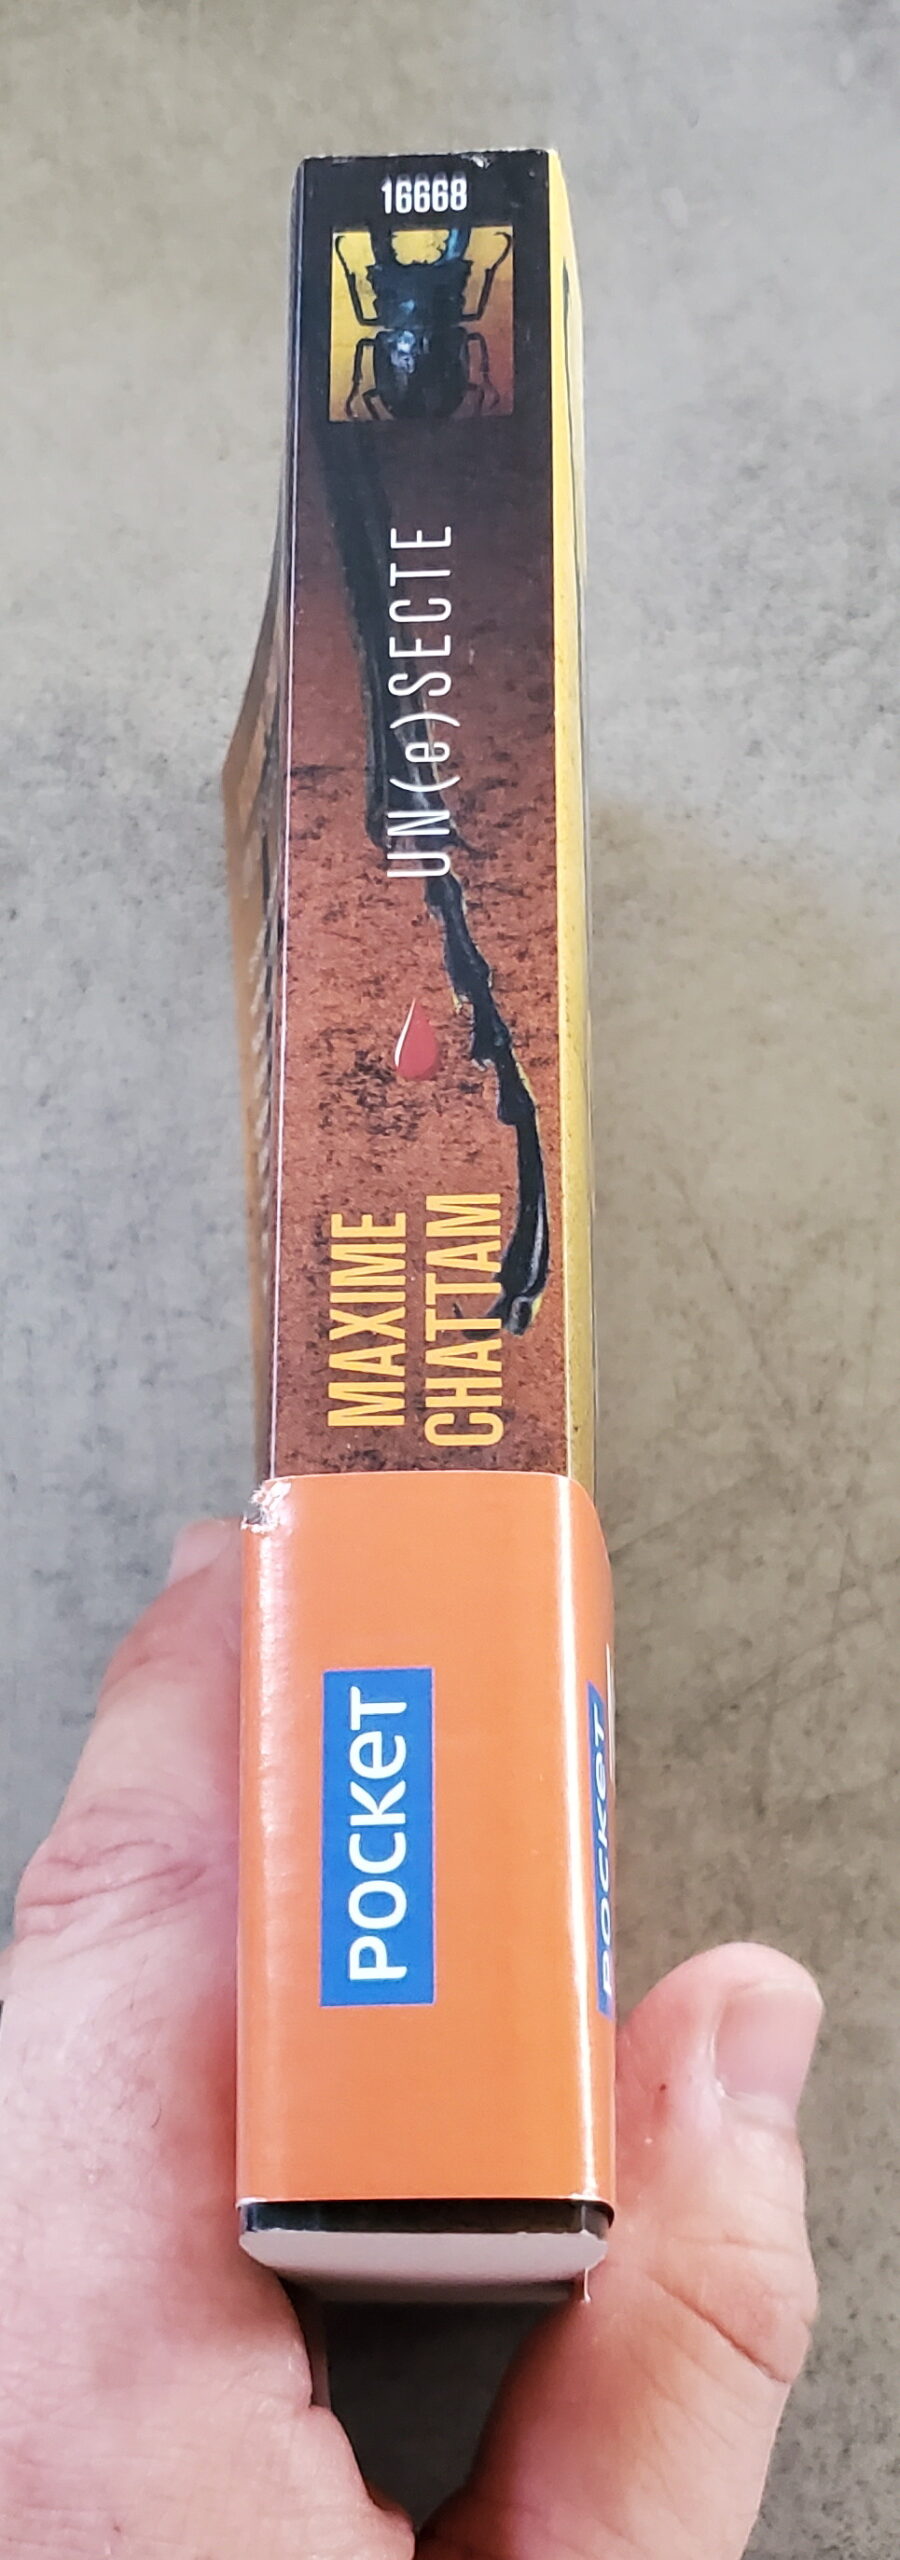 16668
UN(e)SECTE
MAXIME
CHATTAM
POCKET
POCKET